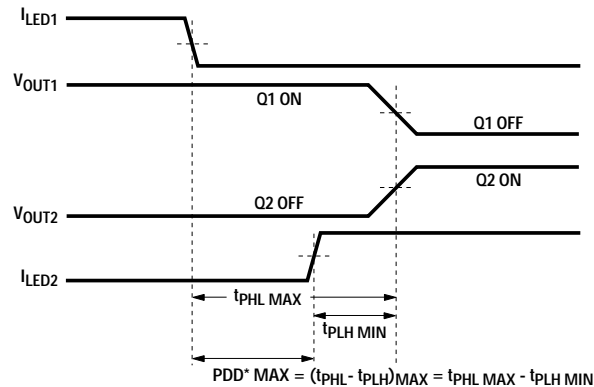 ILED1
VOUT1
Q1 ON
Q1 OFF
Q2 ON
Q2 OFF
VOUT2
ILED2
tPHL MAX
tPLH MIN
PDD* MAX = (tPHL- tPLH)MAX = tPHL MAX - tPLH MIN